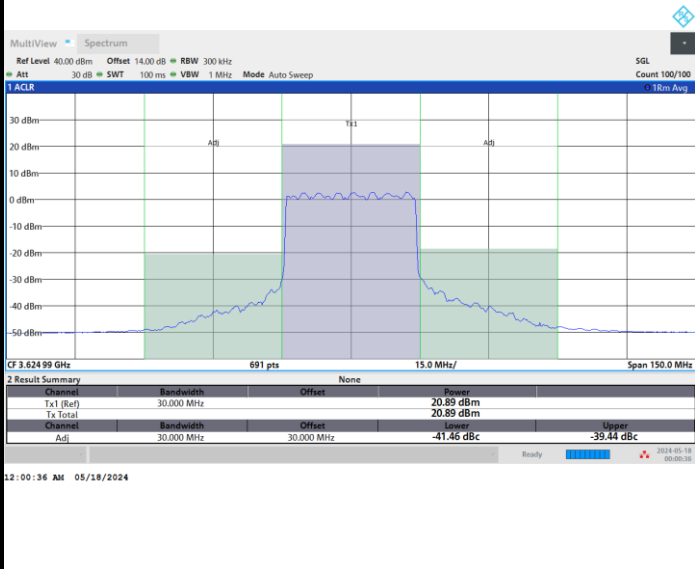 MultiView Spectrum
Ref Level 40.00 dBm Offset 14.00 dB RBW 300 kHz SGL
Att 30 dB SWT 100 ms VBW 1 MHz Mode Auto Sweep Count 100/100
1 ACLR 1Rm Avg
30 dBm
Tx1
20 dBm Adj Adj
10 dBm
0 dBm
-10 dBm
-20 dBm
-30 dBm
-40 dBm
-50 dBm
CF 3.624 99 GHz 691 pts 15.0 MHz/ Span 150.0 MHz
2 Result Summary None
Channel Bandwidth Offset Power
Tx1 (Ref) 30.000 MHz 20.89 dBm
Tx Total 20.89 dBm
Channel Bandwidth Offset Lower Upper
Adj 30.000 MHz 30.000 MHz -41.46 dBc -39.44 dBc
Ready 2024-05-18
00:00:36
12:00:36 AM 05/18/2024